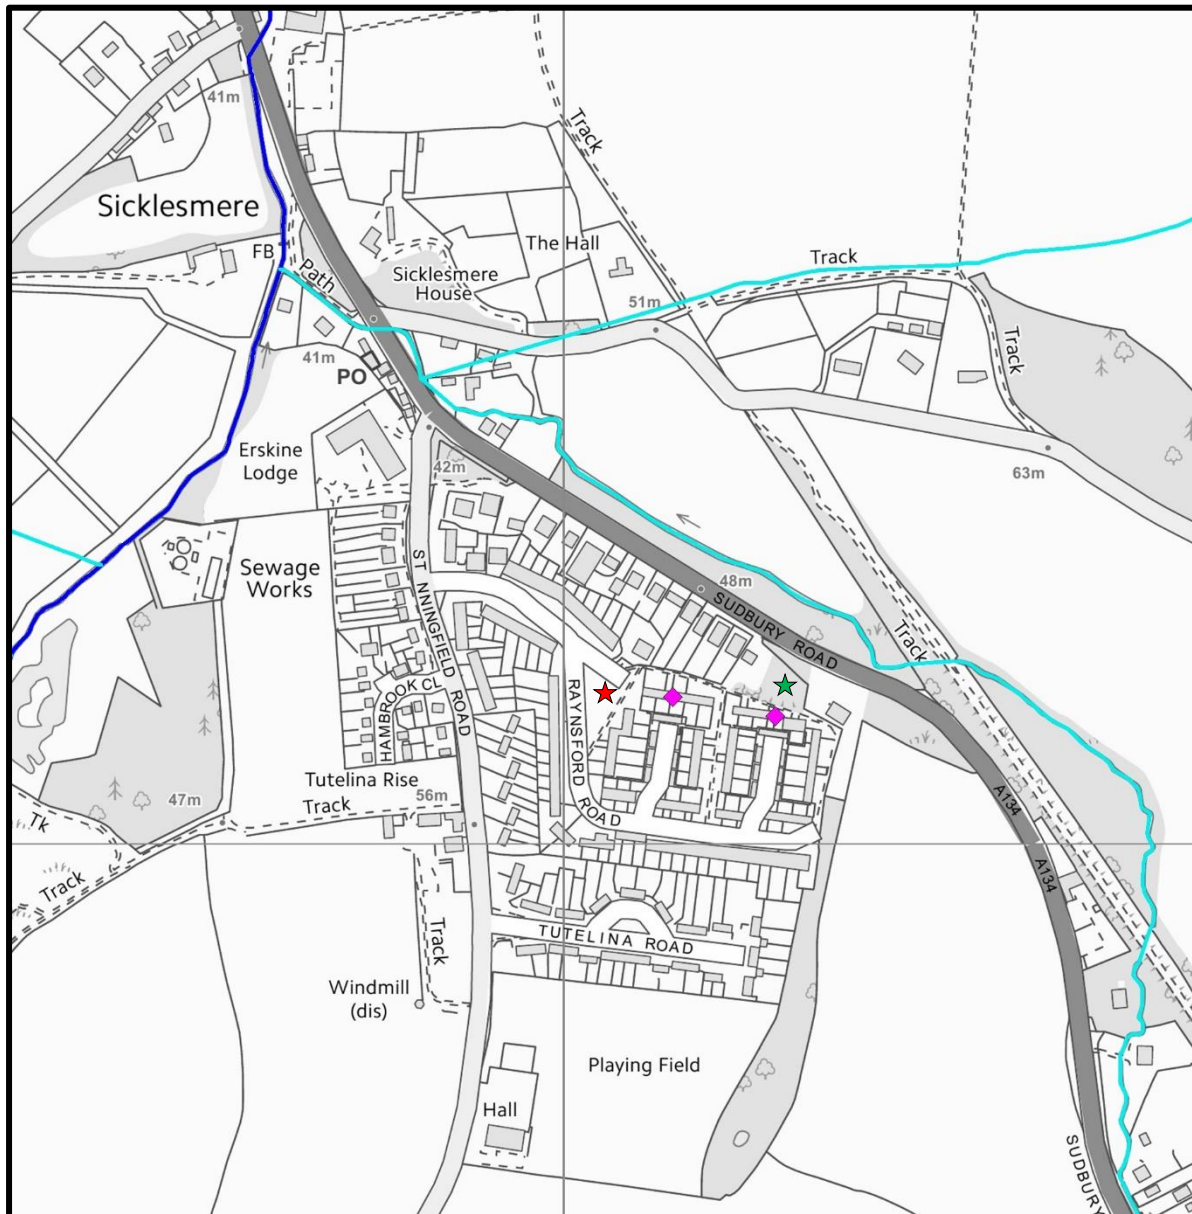 41m
Sicklesmere
FB
Path
Track
The Hall
Sicklesmere
House
Track
51m
Track
41m
PO
42m
Erskine
Lodge
63m
Sewage
Works
ST NNINGFIELD ROAD
48m
SUDBURY ROAD
Track
HAMBROOK CL
RAYNSFORD ROAD
Tutelina Rise
Track
56m
47m
Tk
Track
A134
A134
TUTELINA ROAD
Track
Windmill
(dis)
Playing Field
Hall
SUDBURY